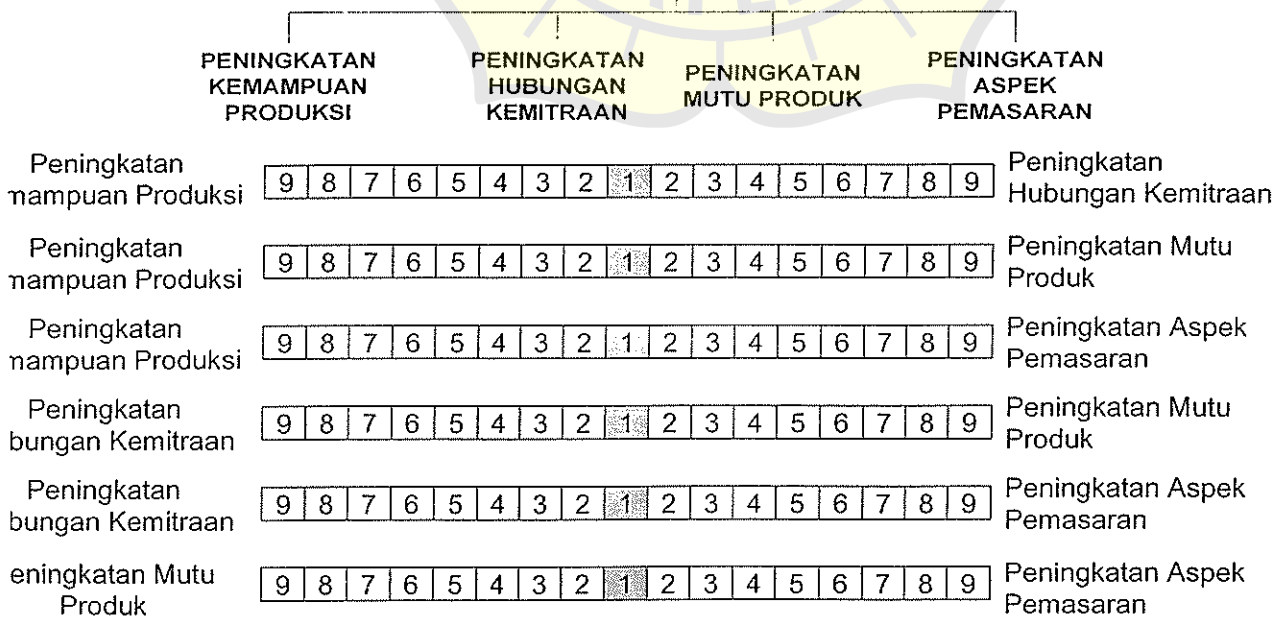 PENINGKATAN KEMAMPUAN PRODUKSI
PENINGKATAN HUBUNGAN KEMITRAAN
PENINGKATAN MUTU PRODUK
PENINGKATAN ASPEK PEMASARAN
Peningkatan
mampuan Produksi
9 8 7 6 5 4 3 2 1 2 3 4 5 6 7 8 9
Peningkatan
Hubungan Kemitraan
Peningkatan
mampuan Produksi
9 8 7 6 5 4 3 2 1 2 3 4 5 6 7 8 9
Peningkatan Mutu
Produk
Peningkatan
mampuan Produksi
9 8 7 6 5 4 3 2 1 2 3 4 5 6 7 8 9
Peningkatan Aspek
Pemasaran
Peningkatan
bungan Kemitraan
9 8 7 6 5 4 3 2 1 2 3 4 5 6 7 8 9
Peningkatan Mutu
Produk
Peningkatan
bungan Kemitraan
9 8 7 6 5 4 3 2 1 2 3 4 5 6 7 8 9
Peningkatan Aspek
Pemasaran
eningkatan Mutu
Produk
9 8 7 6 5 4 3 2 1 2 3 4 5 6 7 8 9
Peningkatan Aspek
Pemasaran